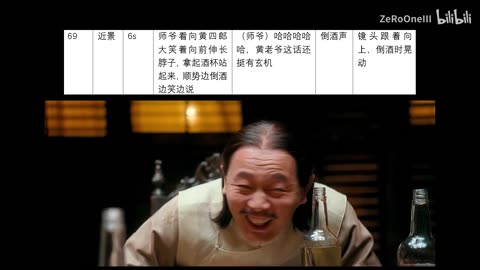 ZeRoOneIII bilibili
69
近景
6s
师爷看向黄四郎
大笑着向前伸长
脖子，拿起酒杯站
起来，顺势边倒酒
边笑边说
（师爷）哈哈哈哈
哈，黄老爷这话还
挺有玄机
倒酒声
镜头跟着向
上，倒酒时晃
动